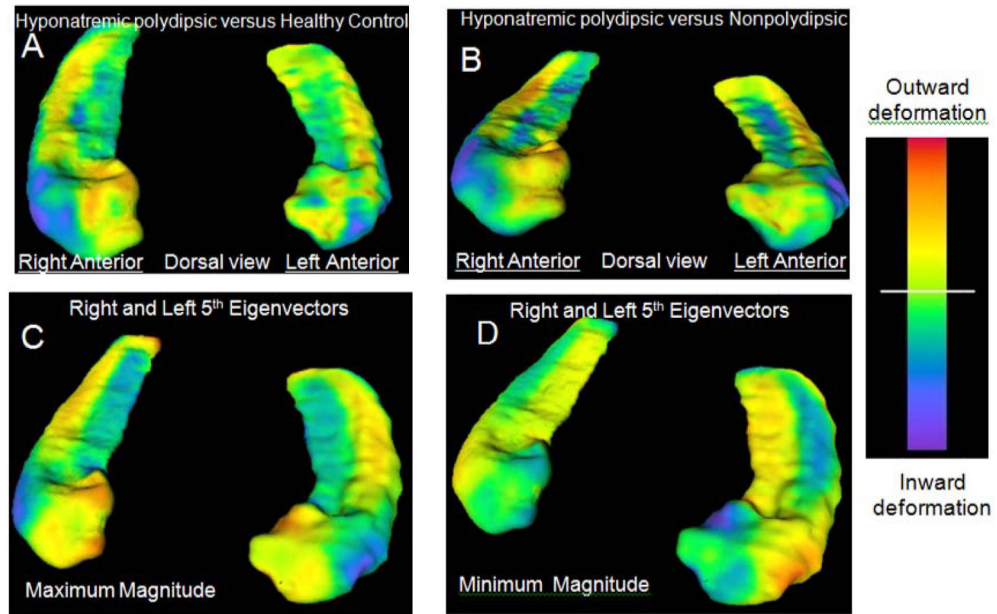 Hyponatremic polydipsic versus Healthy Control
A
Right Anterior Dorsal view Left Anterior
Hyponatremic polydipsic versus Nonpolydipsic
B
Right Anterior Dorsal view Left Anterior
Outward
deformation
Right and Left 5th Eigenvectors
C
Maximum Magnitude
Right and Left 5th Eigenvectors
D
Minimum Magnitude
Inward
deformation